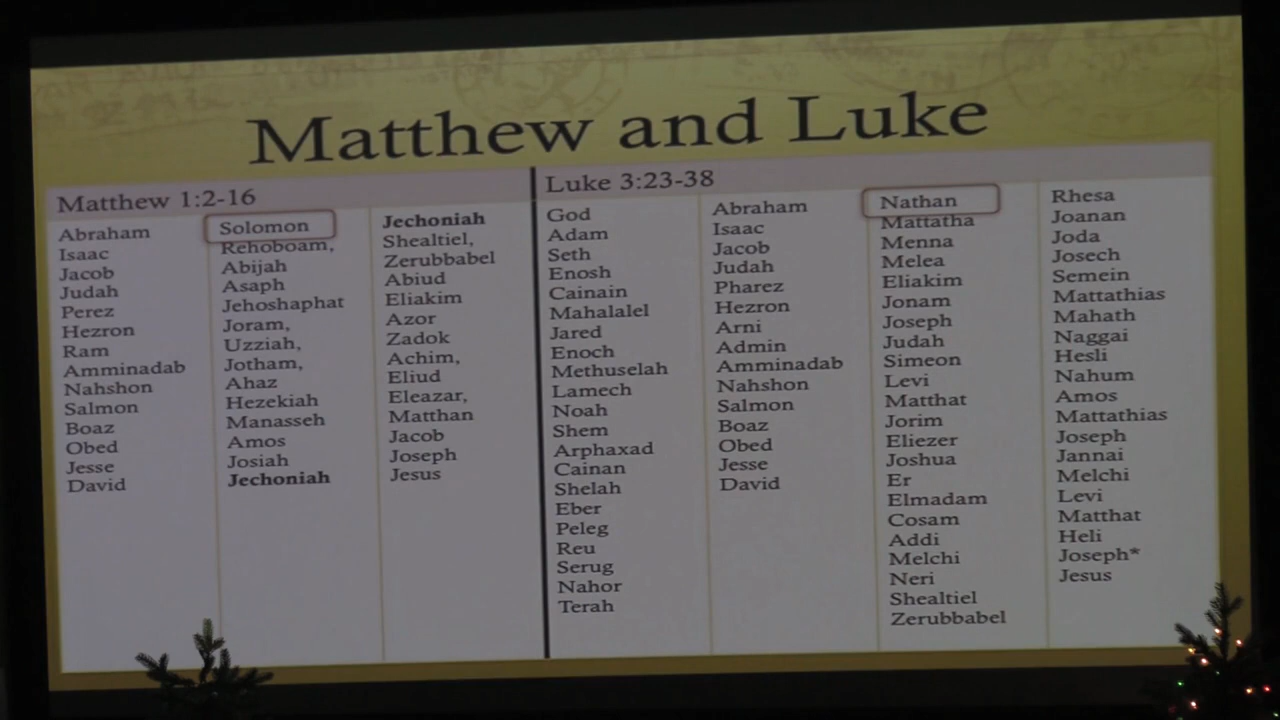 Matthew and Luke
Matthew 1:2-16
Abraham
Isaac
Jacob
Judah
Perez
Hezron
Ram
Amminadab
Nahshon
Salmon
Boaz
Obed
Jesse
David
Solomon
Rehoboam,
Abijah
Asaph
Jehoshaphat
Joram,
Uzziah,
Jotham,
Ahaz
Hezekiah
Manasseh
Amos
Josiah
Jechoniah
Jechoniah
Shealtiel,
Zerubbabel
Abiud
Eliakim
Azor
Zadok
Achim,
Eliud
Eleazar,
Matthan
Jacob
Joseph
Jesus
Luke 3:23-38
God
Adam
Seth
Enosh
Cainain
Mahalalel
Jared
Enoch
Methuselah
Lamech
Noah
Shem
Arphaxad
Cainan
Shelah
Eber
Peleg
Reu
Serug
Nahor
Terah
Abraham
Isaac
Jacob
Judah
Pharez
Hezron
Arni
Admin
Amminadab
Nahshon
Salmon
Boaz
Obed
Jesse
David
Nathan
Mattatha
Menna
Melea
Eliakim
Jonam
Joseph
Judah
Simeon
Levi
Matthat
Jorim
Eliezer
Joshua
Er
Elmadam
Cosam
Addi
Melchi
Neri
Shealtiel
Zerubbabel
Rhesa
Joanan
Joda
Josech
Semein
Mattathias
Mahath
Naggai
Hesli
Nahum
Amos
Mattathias
Joseph
Jannai
Melchi
Levi
Matthat
Heli
Joseph*
Jesus